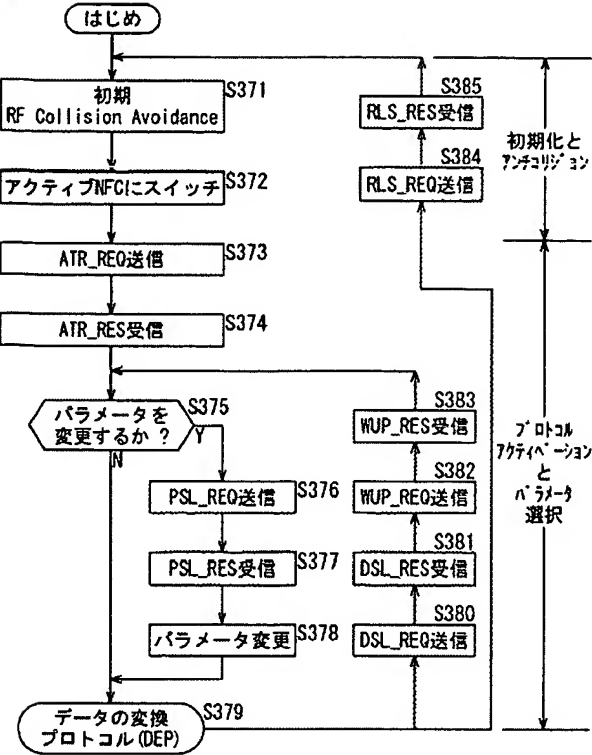 はじめ
初期
RF Collision Avoidance
S371
アクティブNFCにスイッチ
S372
ATR_REQ送信
S373
ATR_RES受信
S374
パラメータを
変更するか ?
S375
Y
N
PSL_REQ送信
S376
PSL_RES受信
S377
パラメータ変更
S378
データの変換
プロトコル(DEP)
S379
S385
RLS_RES受信
S384
RLS_REQ送信
S383
WUP_RES受信
S382
WUP_REQ送信
S381
DSL_RES受信
S380
DSL_REQ送信
初期化と
アンチコリジョン
プロトコル
アクティベーション
と
パラメータ
選択